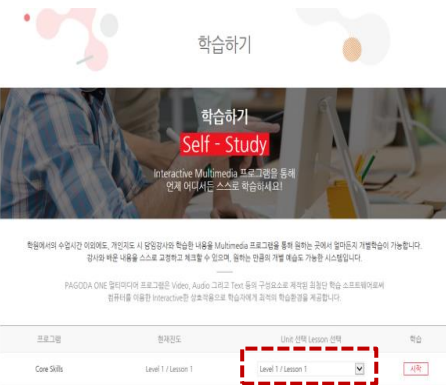 학습하기
학습하기
Self - Study
Interactive Multimedia 프로그램을 통해
언제 어디서든 스스로 학습하세요!
학원에서의 수업시간 이외에도, 개인지도 시 담임강사와 학습한 내용을 Multimedia 프로그램을 통해 원하는 곳에서 얼마든지 개별학습이 가능합니다.
강사와 배운 내용을 스스로 교정하고 체크할 수 있으며, 원하는 만큼의 개별 예습도 가능한 시스템입니다.
PAGODA ONE 멀티미디어 프로그램은 Video, Audio 그리고 Text 등의 구성요소로 제작된 최첨단 학습 소프트웨어로써
컴퓨터를 이용한 Interactive한 상호작용으로 학습자에게 최적의 학습환경을 제공합니다.
프로그램 현재진도 Unit 선택 Lesson 선택 학습
Core Skills Level 1 / Lesson 1 Level 1 / Lesson 1 시작